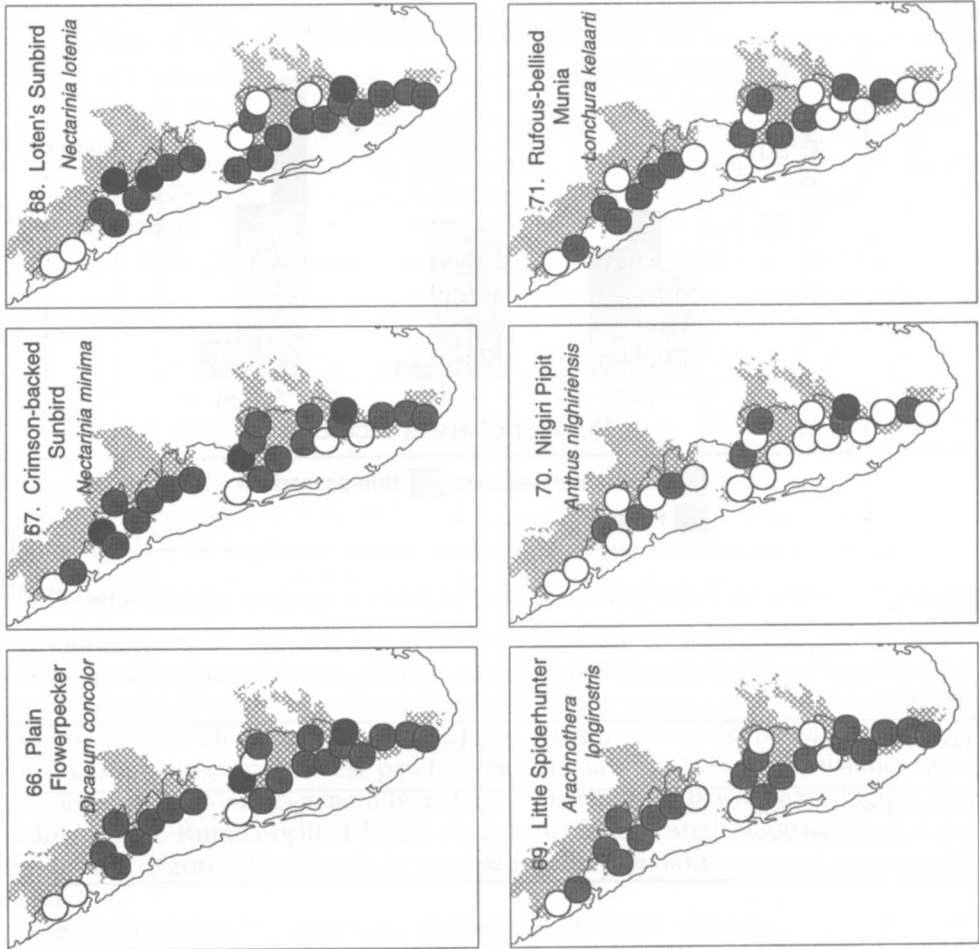 66. Plain
Flowerpecker
Dicaeum concolor
67. Crimson-backed
Sunbird
Nectarinia minima
68. Loten's Sunbird
Nectarinia lotenia
69. Little Spiderhunter
Arachnothera
longirostris
70. Nilgiri Pipit
Anthus nilghiriensis
71. Rufous-bellied
Munia
Lonchura kelaarti